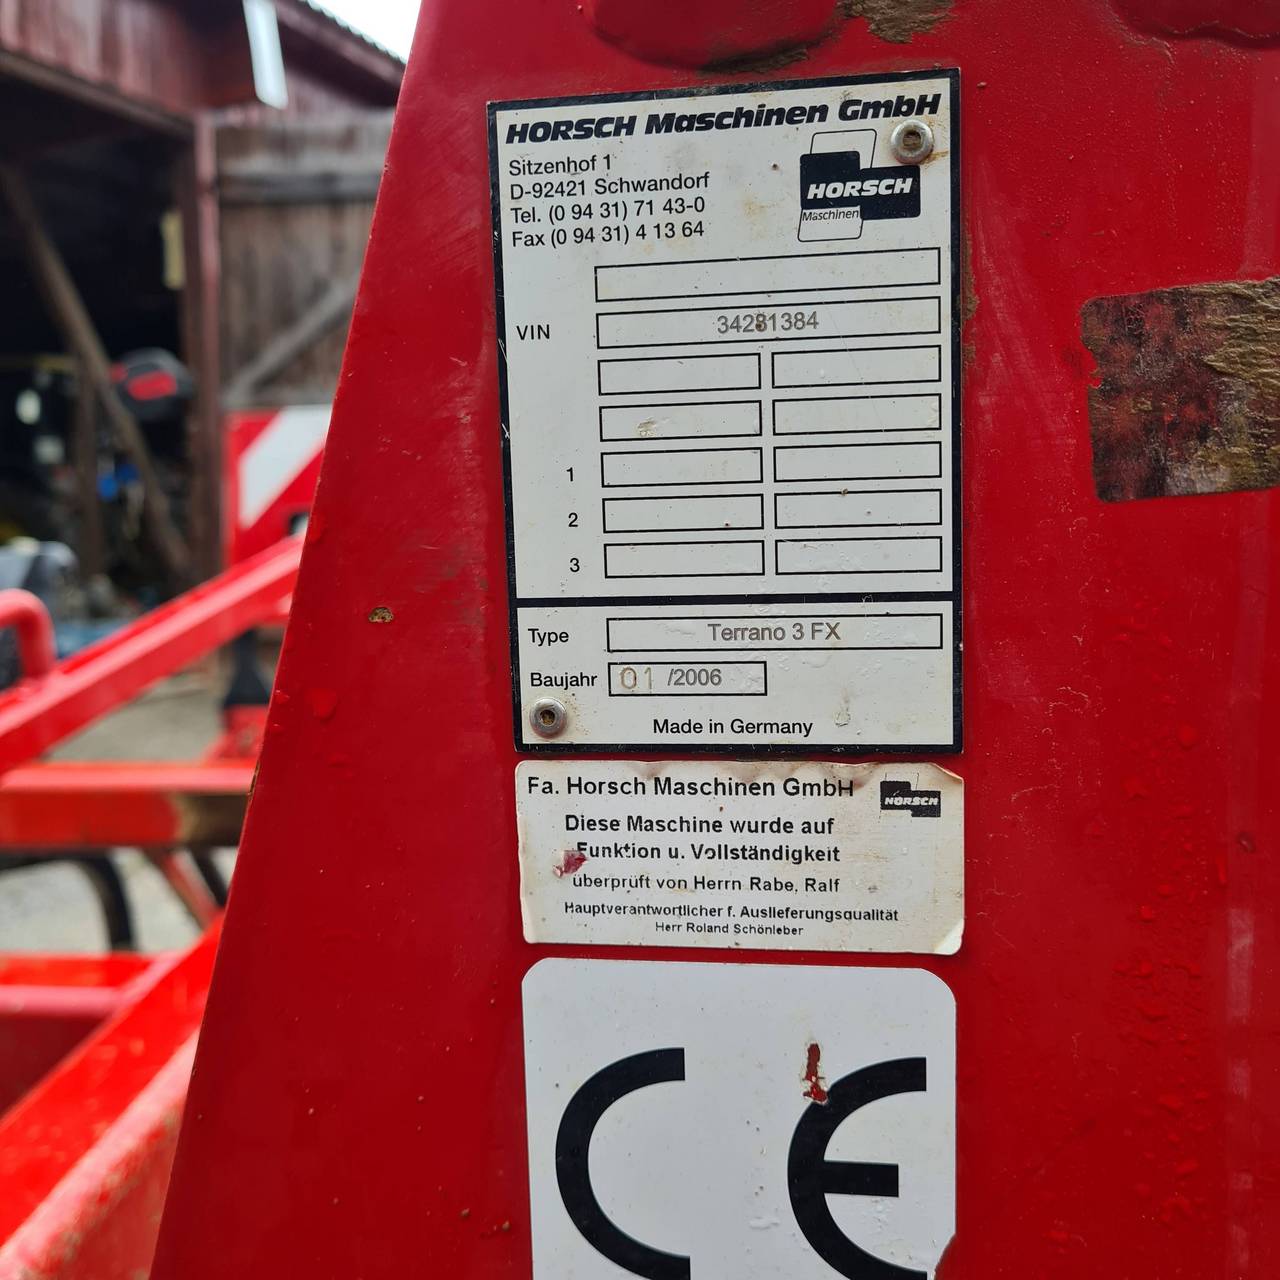 HORSCH Maschinen GmbH
Sitzenhof 1
D-92421 Schwandorf
Tel. (0 94 31) 71 43-0
Fax (0 94 31) 4 13 64
HORSCH
Maschinen
VIN 34281384
1
2
3
Type Terrano 3 FX
Baujahr 01 /2006
Made in Germany
Fa. Horsch Maschinen GmbH
HORSCH
Diese Maschine wurde auf
Funktion u. Vollständigkeit
überprüft von Herrn Rabe, Ralf
Hauptverantwortlicher f. Auslieferungsqualität
Herr Roland Schönleber
CE